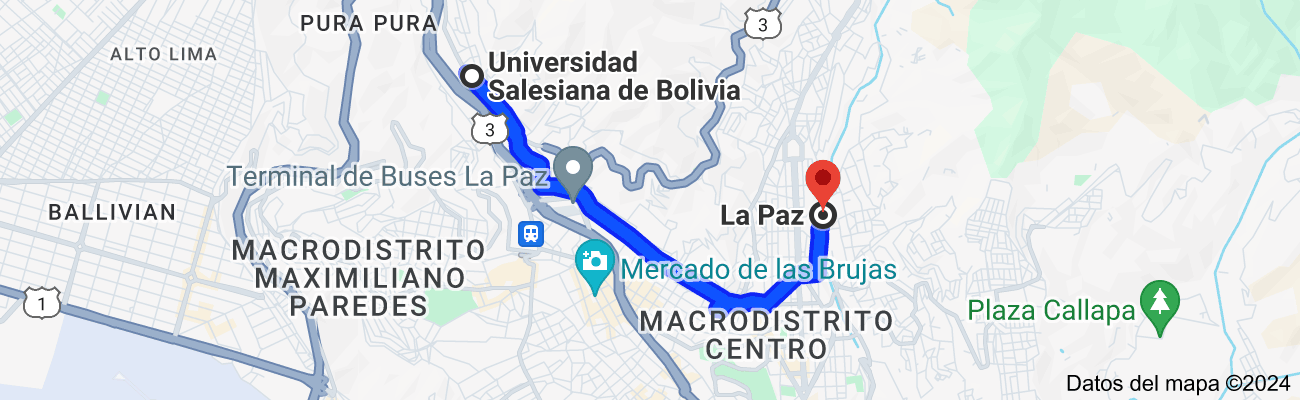 PURA PURA
3
ALTO LIMA
Universidad
Salesiana de Bolivia
3
Terminal de Buses La Paz
BALLIVIAN
La Paz
MACRODISTRITO
MAXIMILIANO
PAREDES
Mercado de las Brujas
1
Plaza Callapa
MACRODISTRITO
CENTRO
Datos del mapa ©2024